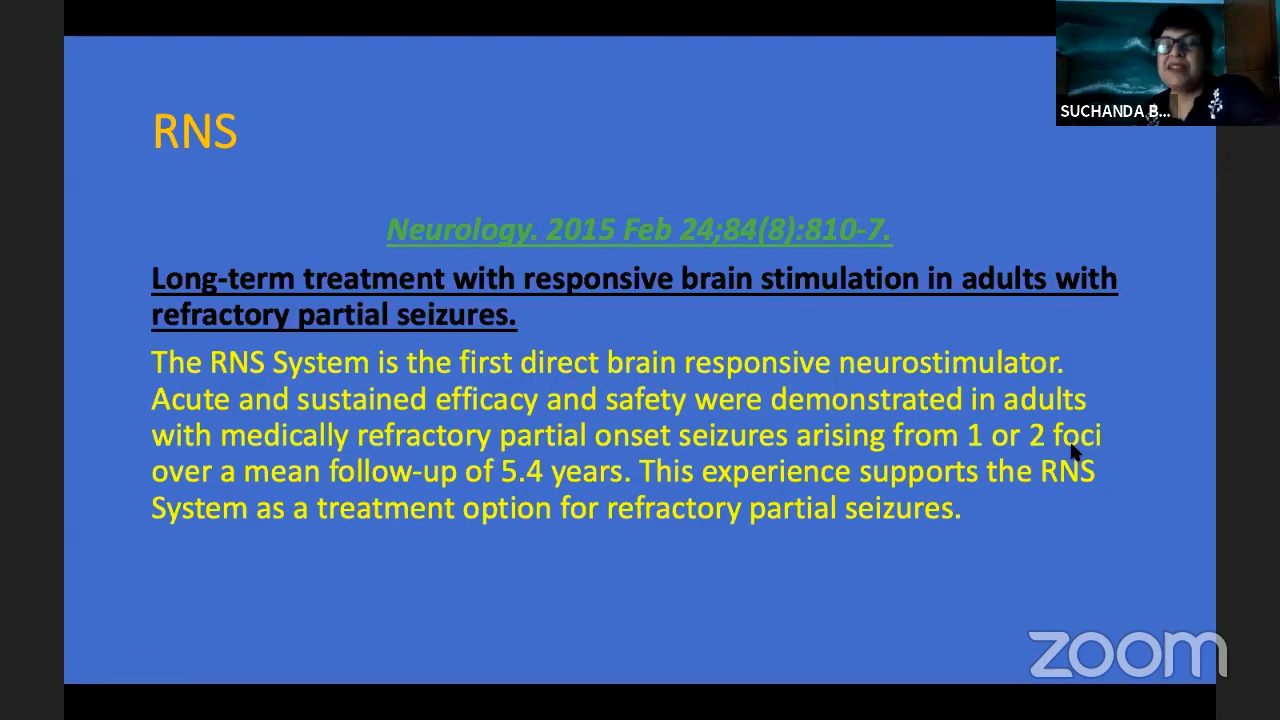 SUCHANDA B...
RNS
Neurology. 2015 Feb 24;84(8):810-7.
Long-term treatment with responsive brain stimulation in adults with
refractory partial seizures.
The RNS System is the first direct brain responsive neurostimulator.
Acute and sustained efficacy and safety were demonstrated in adults
with medically refractory partial onset seizures arising from 1 or 2 foci
over a mean follow-up of 5.4 years. This experience supports the RNS
System as a treatment option for refractory partial seizures.
zoom